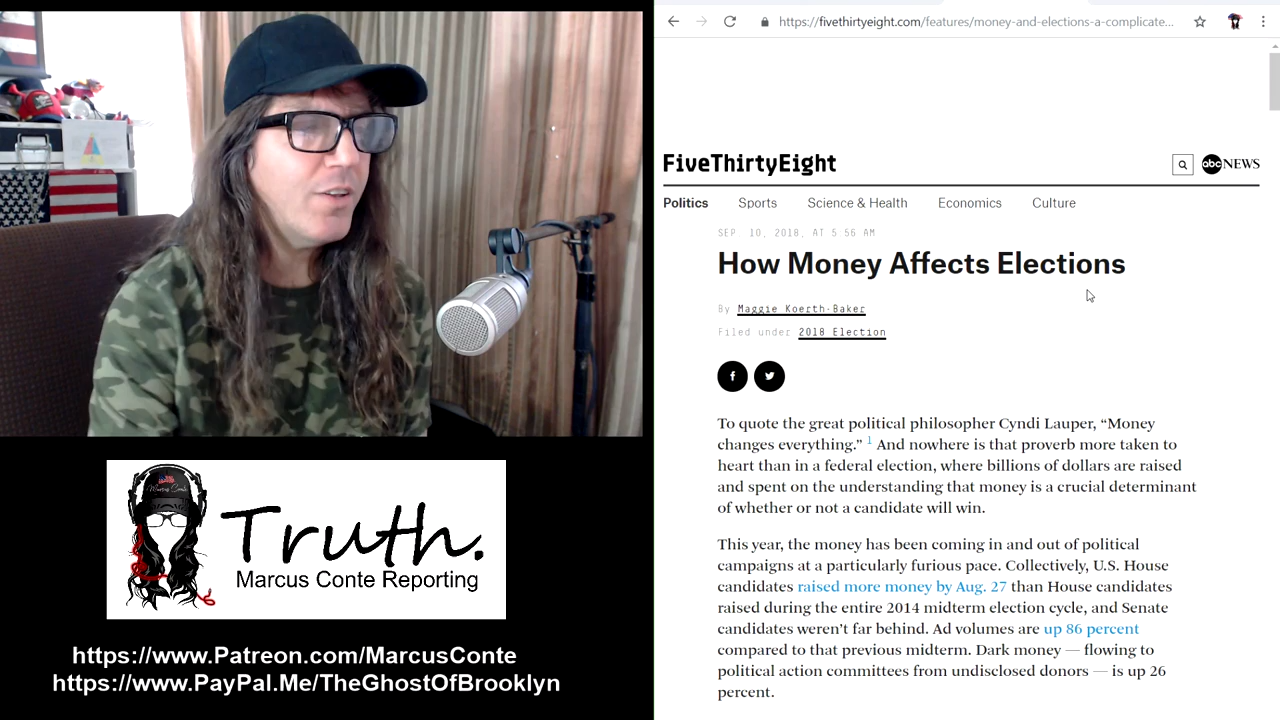 https://fivethirtyeight.com/features/money-and-elections-a-complicate...
FiveThirtyEight
abc NEWS
Politics Sports Science & Health Economics Culture
SEP. 10, 2018, AT 5:56 AM
How Money Affects Elections
By Maggie Koerth-Baker
Filed under 2018 Election
To quote the great political philosopher Cyndi Lauper, “Money
changes everything.” 1 And nowhere is that proverb more taken to
heart than in a federal election, where billions of dollars are raised
and spent on the understanding that money is a crucial determinant
of whether or not a candidate will win.
This year, the money has been coming in and out of political
campaigns at a particularly furious pace. Collectively, U.S. House
candidates raised more money by Aug. 27 than House candidates
raised during the entire 2014 midterm election cycle, and Senate
candidates weren’t far behind. Ad volumes are up 86 percent
compared to that previous midterm. Dark money — flowing to
political action committees from undisclosed donors — is up 26
percent.
Marcus Conte
Truth.
Marcus Conte Reporting
https://www.Patreon.com/MarcusConte
https://www.PayPal.Me/TheGhostOfBrooklyn